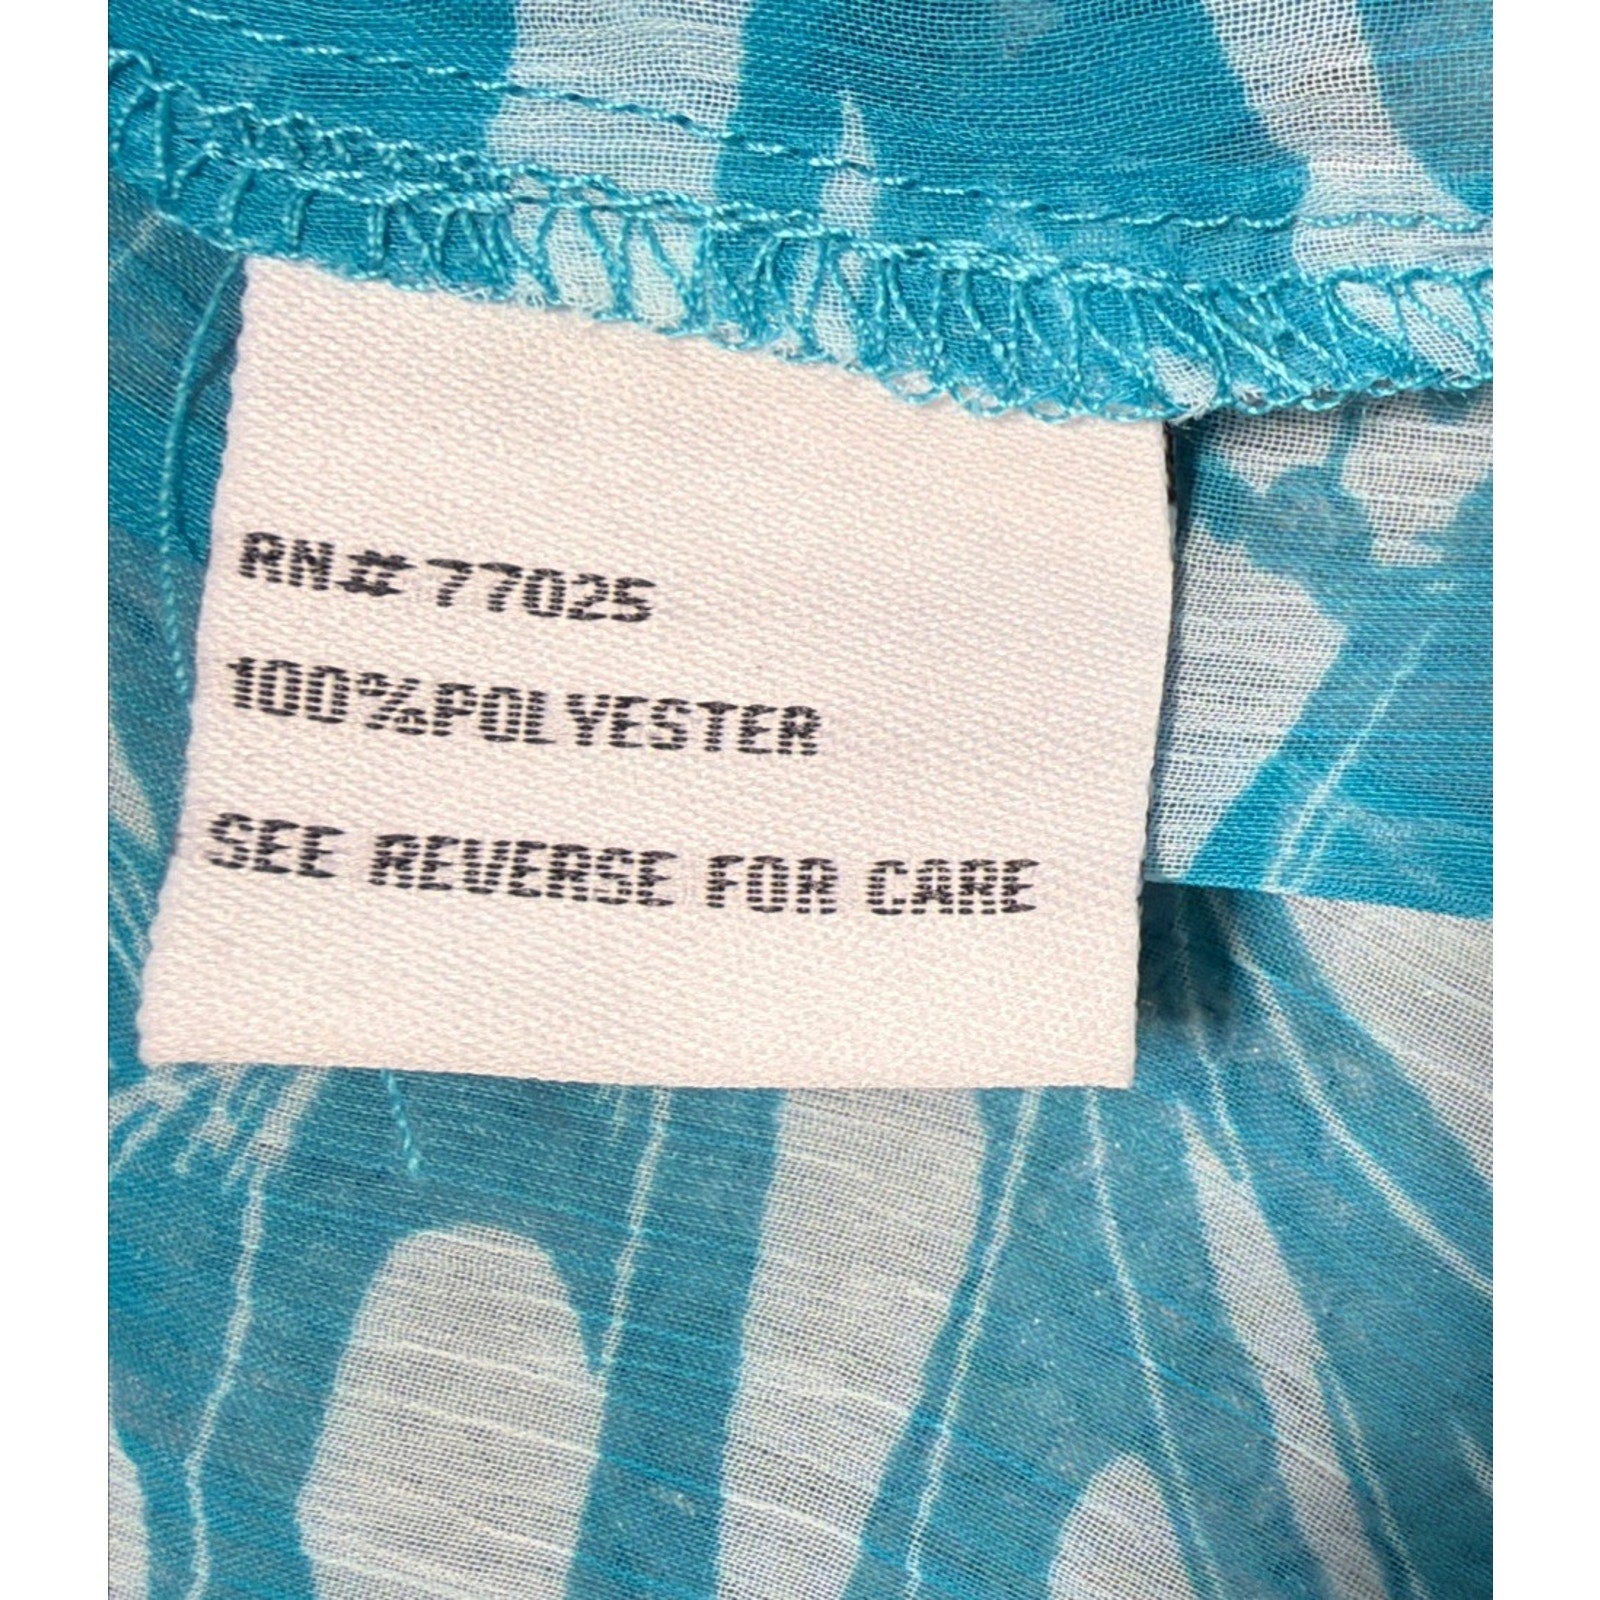 RN# 77025
100%POLYESTER
SEE REVERSE FOR CARE